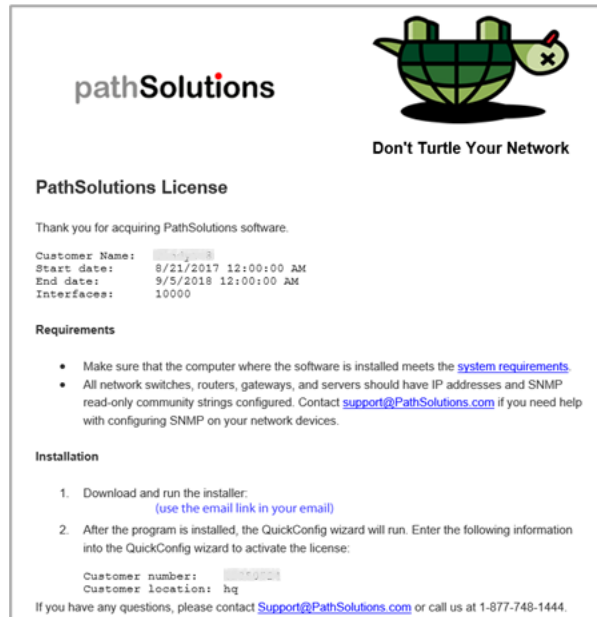 pathSolutions
Don't Turtle Your Network
PathSolutions License
Thank you for acquiring PathSolutions software.
Customer Name:
Start date: 8/21/2017 12:00:00 AM
End date: 9/5/2018 12:00:00 AM
Interfaces: 10000
Requirements
• Make sure that the computer where the software is installed meets the system requirements.
• All network switches, routers, gateways, and servers should have IP addresses and SNMP
read-only community strings configured. Contact support@PathSolutions.com if you need help
with configuring SNMP on your network devices.
Installation
1. Download and run the installer:
(use the email link in your email)
2. After the program is installed, the QuickConfig wizard will run. Enter the following information
into the QuickConfig wizard to activate the license:
Customer number:
Customer location: hq
If you have any questions, please contact Support@PathSolutions.com or call us at 1-877-748-1444.